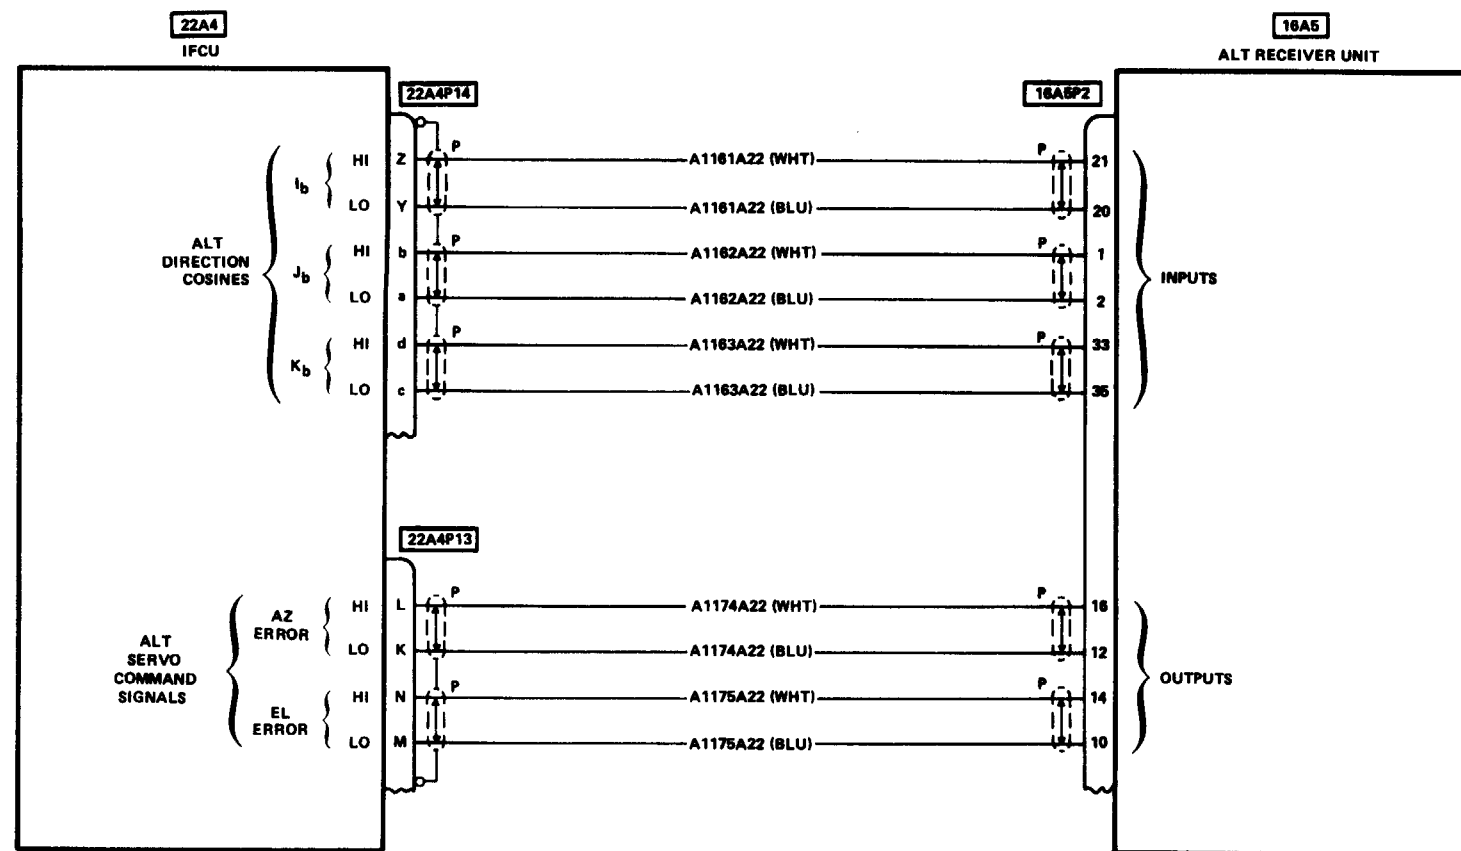 22A4
IFCU
16A5
ALT RECEIVER UNIT
22A4P14
16A5P2
ALT
DIRECTION
COSINES
Ib
HI
Z
P
A1161A22 (WHT)
P
21
LO
Y
A1161A22 (BLU)
20
Jb
HI
b
P
A1162A22 (WHT)
P
1
LO
a
A1162A22 (BLU)
2
Kb
HI
d
P
A1163A22 (WHT)
P
33
LO
c
A1163A22 (BLU)
35
INPUTS
22A4P13
ALT
SERVO
COMMAND
SIGNALS
AZ
ERROR
HI
L
P
A1174A22 (WHT)
P
16
LO
K
A1174A22 (BLU)
12
EL
ERROR
HI
N
P
A1175A22 (WHT)
P
14
LO
M
A1175A22 (BLU)
10
OUTPUTS